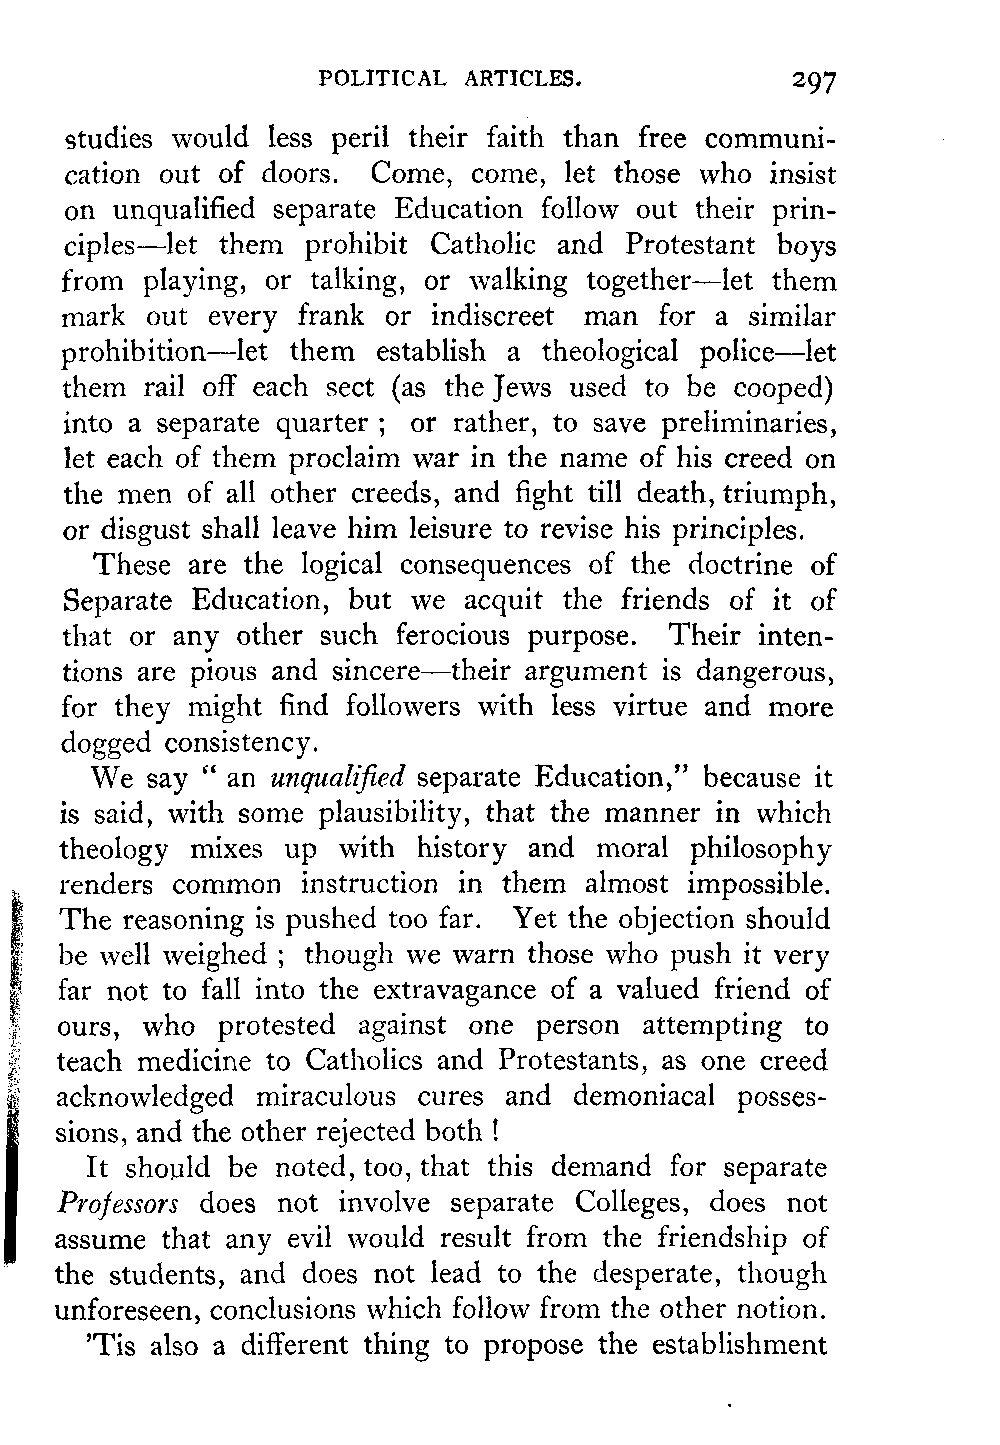 POLITICAL ARTICLES. 297
studies would less peril their faith than free communi-
cation out of doors. Come, come, let those who insist
on unqualified separate Education follow out their prin-
ciples—let them prohibit Catholic and Protestant boys
from playing, or talking, or walking together—let them
mark out every frank or indiscreet man for a similar
prohibition—let them establish a theological police—let
them rail off each sect (as the Jews used to be cooped)
into a separate quarter ; or rather, to save preliminaries,
let each of them proclaim war in the name of his creed on
the men of all other creeds, and fight till death, triumph,
or disgust shall leave him leisure to revise his principles.
These are the logical consequences of the doctrine of
Separate Education, but we acquit the friends of it of
that or any other such ferocious purpose. Their inten-
tions are pious and sincere—their argument is dangerous,
for they might find followers with less virtue and more
dogged consistency.
We say “ an unqualified separate Education,” because it
is said, with some plausibility, that the manner in which
theology mixes up with history and moral philosophy
renders common instruction in them almost impossible.
The reasoning is pushed too far. Yet the objection should
be well weighed ; though we warn those who push it very
far not to fall into the extravagance of a valued friend of
ours, who protested against one person attempting to
teach medicine to Catholics and Protestants, as one creed
acknowledged miraculous cures and demoniacal posses-
sions, and the other rejected both !
It should be noted, too, that this demand for separate
Professors does not involve separate Colleges, does not
assume that any evil would result from the friendship of
the students, and does not lead to the desperate, though
unforeseen, conclusions which follow from the other notion.
’Tis also a different thing to propose the establishment